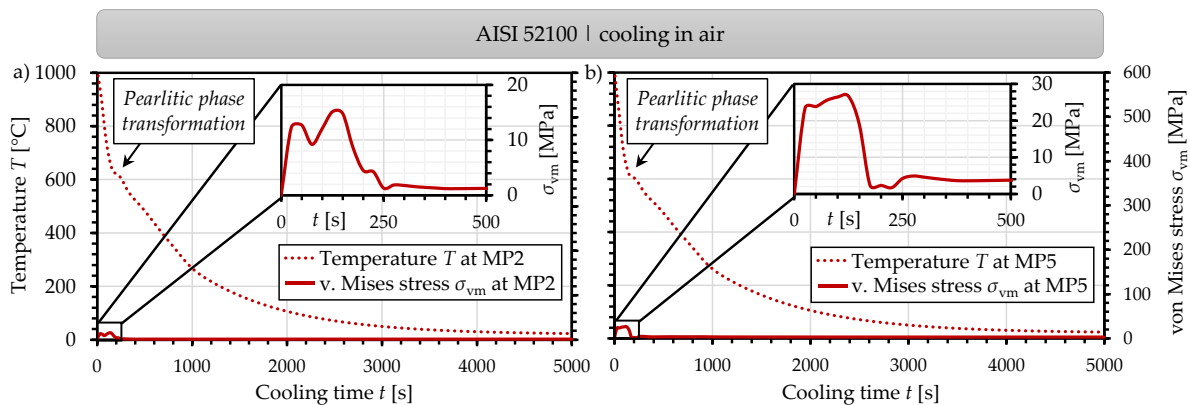 AISI 52100 | cooling in air
a)
Temperature T [°C]
1000
800
600
400
200
0
0
1000
2000
3000
4000
5000
Cooling time t [s]
Pearlitic phase
transformation
20
10
0
σvm [MPa]
0
250
500
t [s]
Temperature T at MP2
v. Mises stress σvm at MP2
b)
600
500
400
300
200
100
0
von Mises stress σvm [MPa]
0
1000
2000
3000
4000
5000
Cooling time t [s]
Pearlitic phase
transformation
30
20
10
0
σvm [MPa]
0
250
500
t [s]
Temperature T at MP5
v. Mises stress σvm at MP5